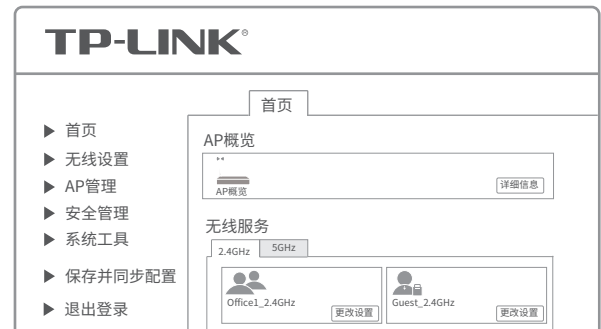 TP-LINK®
首页
首页
无线设置
AP管理
安全管理
系统工具
保存并同步配置
退出登录
AP概览
AP概览
详细信息
无线服务
2.4GHz
5GHz
Office1_2.4GHz
更改设置
Guest_2.4GHz
更改设置